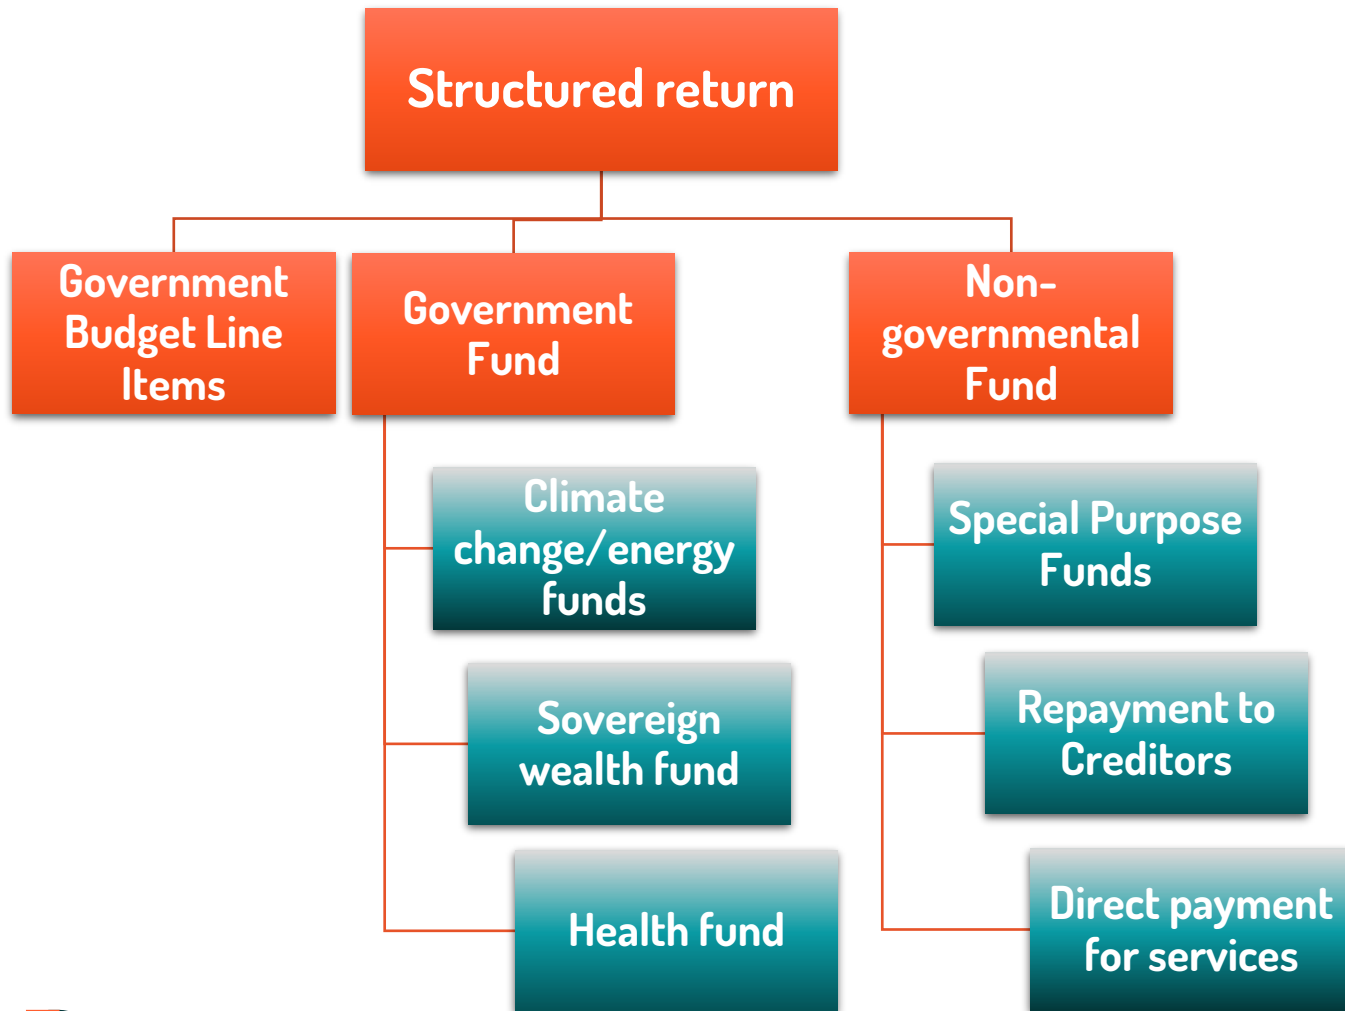 Structured return
Government
Budget Line
Items
Government
Fund
Non-
governmental
Fund
Climate
change/energy
funds
Sovereign
wealth fund
Health fund
Special Purpose
Funds
Repayment to
Creditors
Direct payment
for services